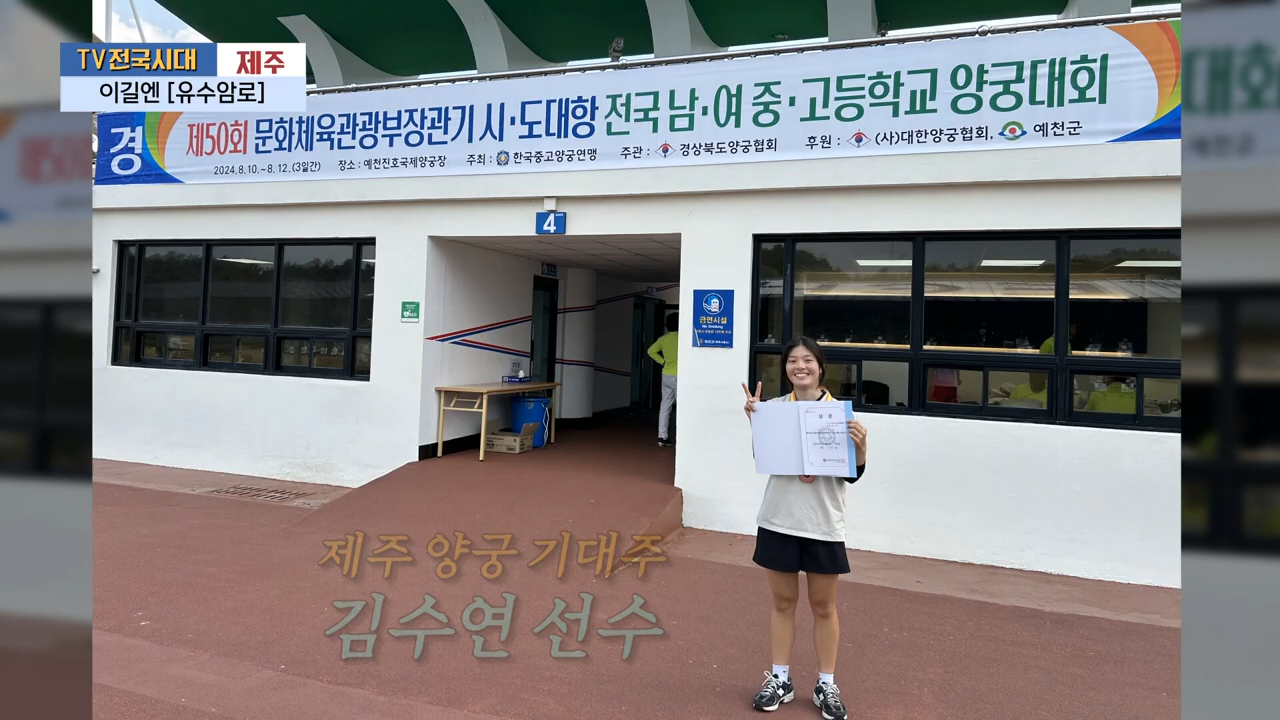 TV전국시대 제주
이길엔 [유수암로]
경 제50회 문화체육관광부장관기 시·도대항 전국 남·여 중·고등학교 양궁대회
2024.8.10.~8.12.(3일간) 장소 : 예천진호국제양궁장 주최 : 한국중고양궁연맹 주관 : 경상북도양궁협회 후원 : (사)대한양궁협회, 예천군
4
금연시설
No Smoking
AED
상장
제주 양궁 기대주
김수연 선수